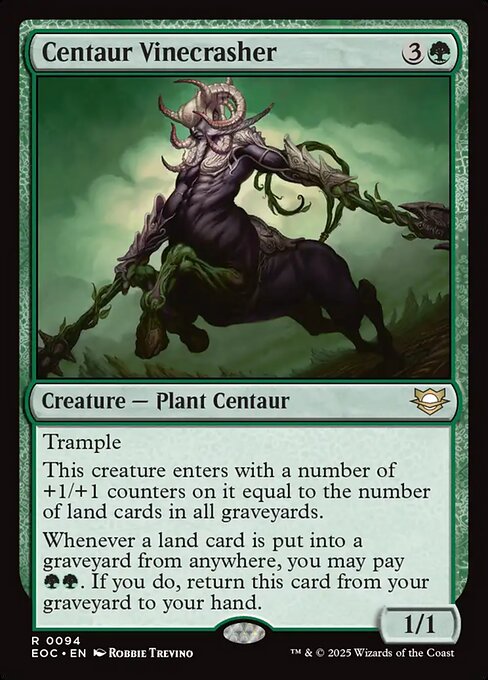 Centaur Vinecrasher 3
Creature — Plant Centaur
Trample
This creature enters with a number of
+1/+1 counters on it equal to the number
of land cards in all graveyards.
Whenever a land card is put into a
graveyard from anywhere, you may pay
. If you do, return this card from your
graveyard to your hand.
1/1
R 0094
EOC • EN Robbie Trevino
™ & © 2025 Wizards of the Coast